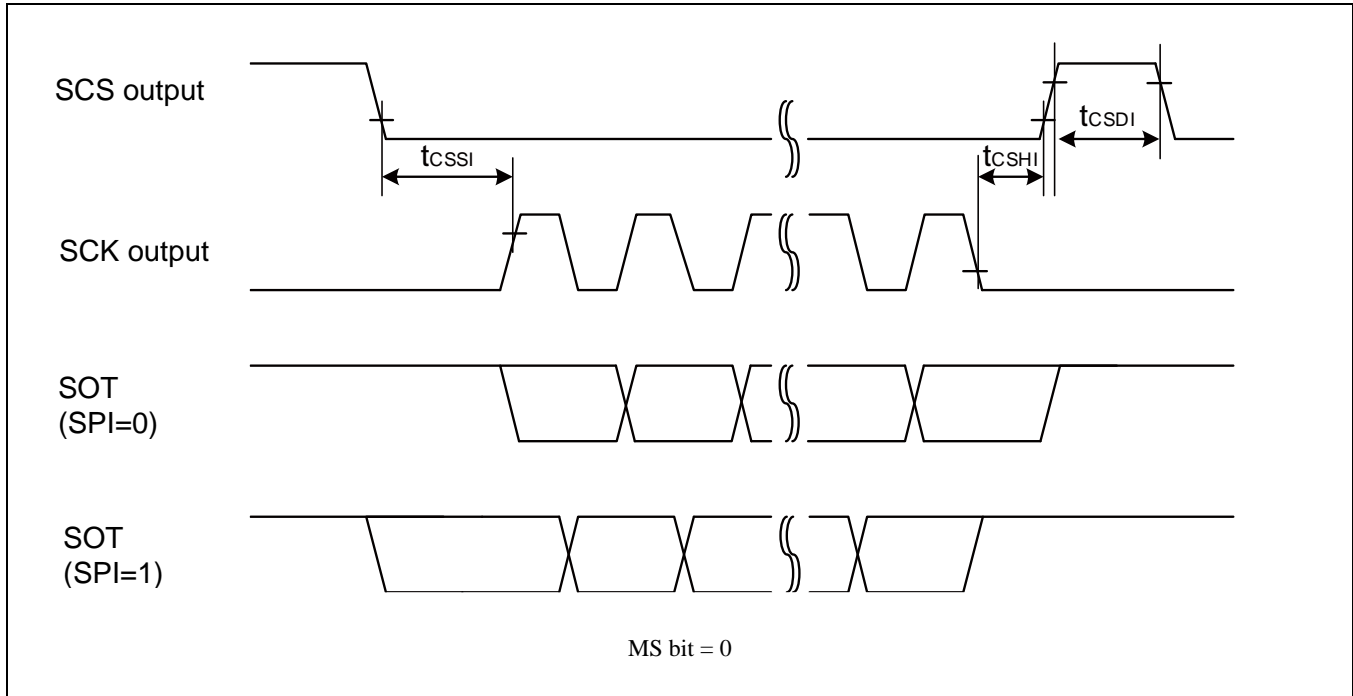 SCS output
tCSDI
tCSSI
tCSHI
SCK output
SOT
(SPI=0)
SOT
(SPI=1)
MS bit = 0